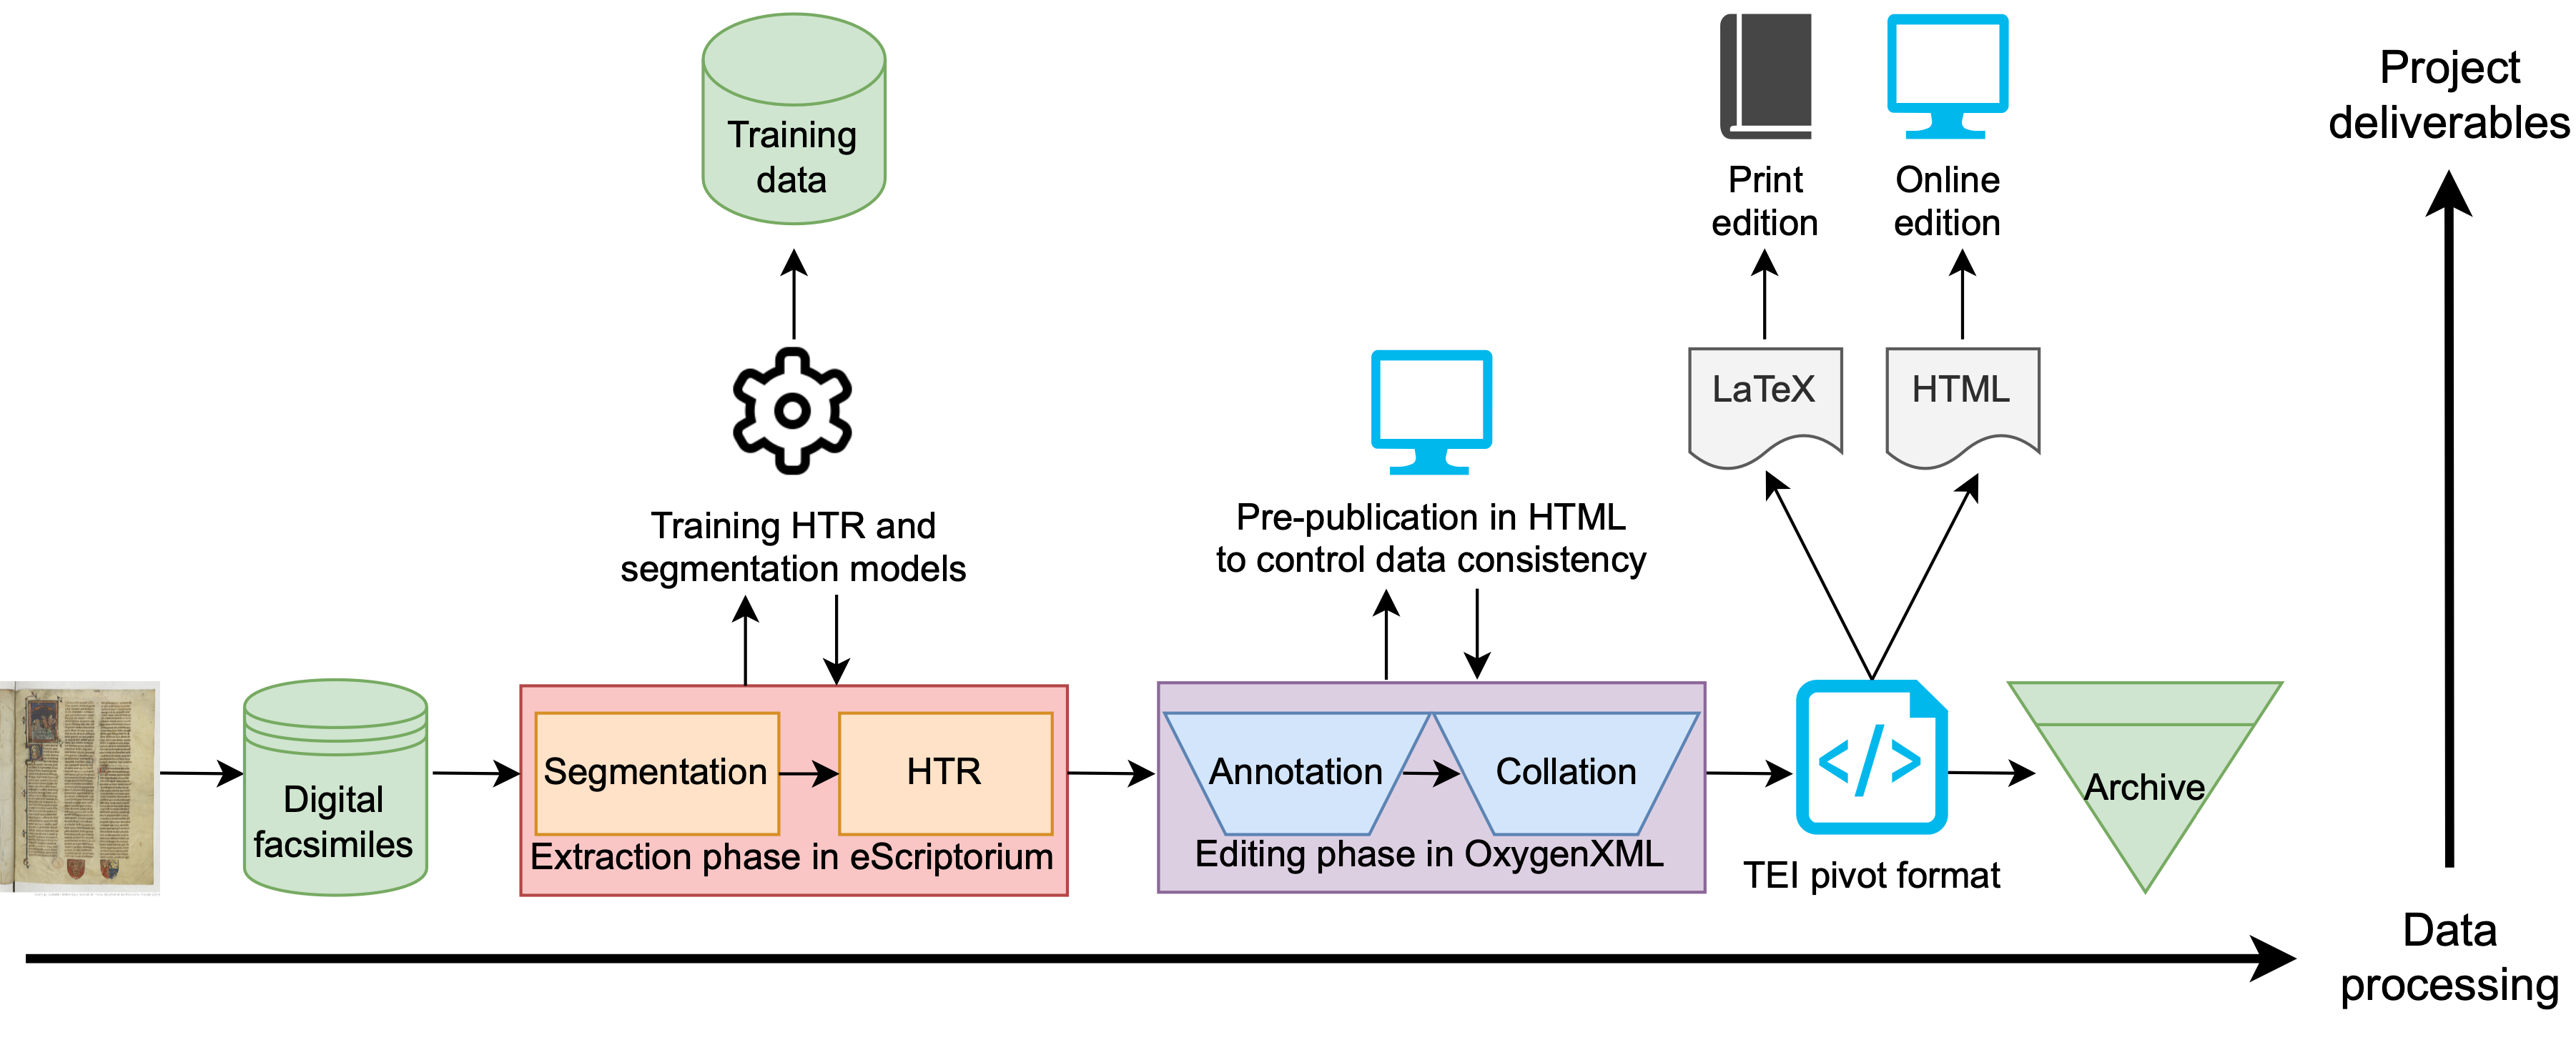 Training
data
Training HTR and
segmentation models
Print
edition
Online
edition
LaTeX
HTML
Pre-publication in HTML
to control data consistency
Project
deliverables
Digital
facsimiles
Segmentation
HTR
Extraction phase in eScriptorium
Annotation
Collation
Editing phase in OxygenXML
</>
TEI pivot format
Archive
Data
processing